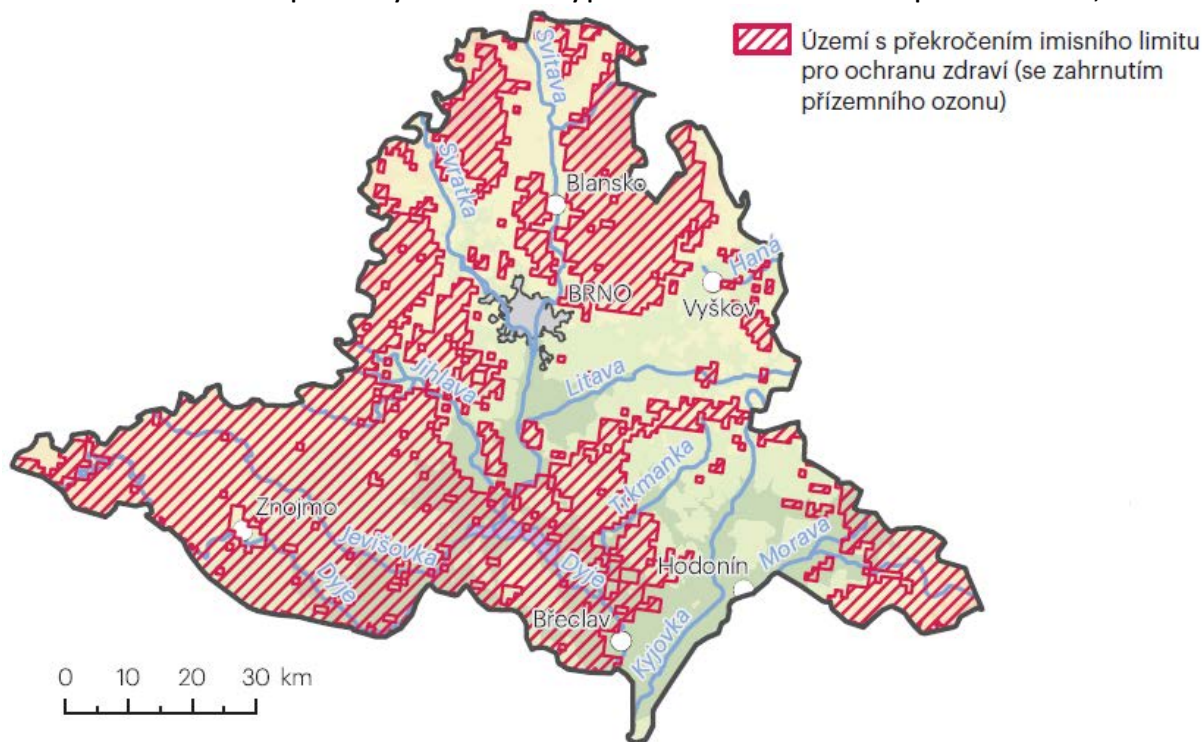 Území s překročením imisního limitu
pro ochranu zdraví (se zahrnutím
přízemního ozonu)
Svitava
Svratka
Blansko
Haná
BRNO
Vyškov
Jihlava
Litava
Trkmanka
Znojmo
Jevišovka
Dyje
Dyje
Hodonín
Morava
Břeclav
Kyjovka
0 10 20 30 km